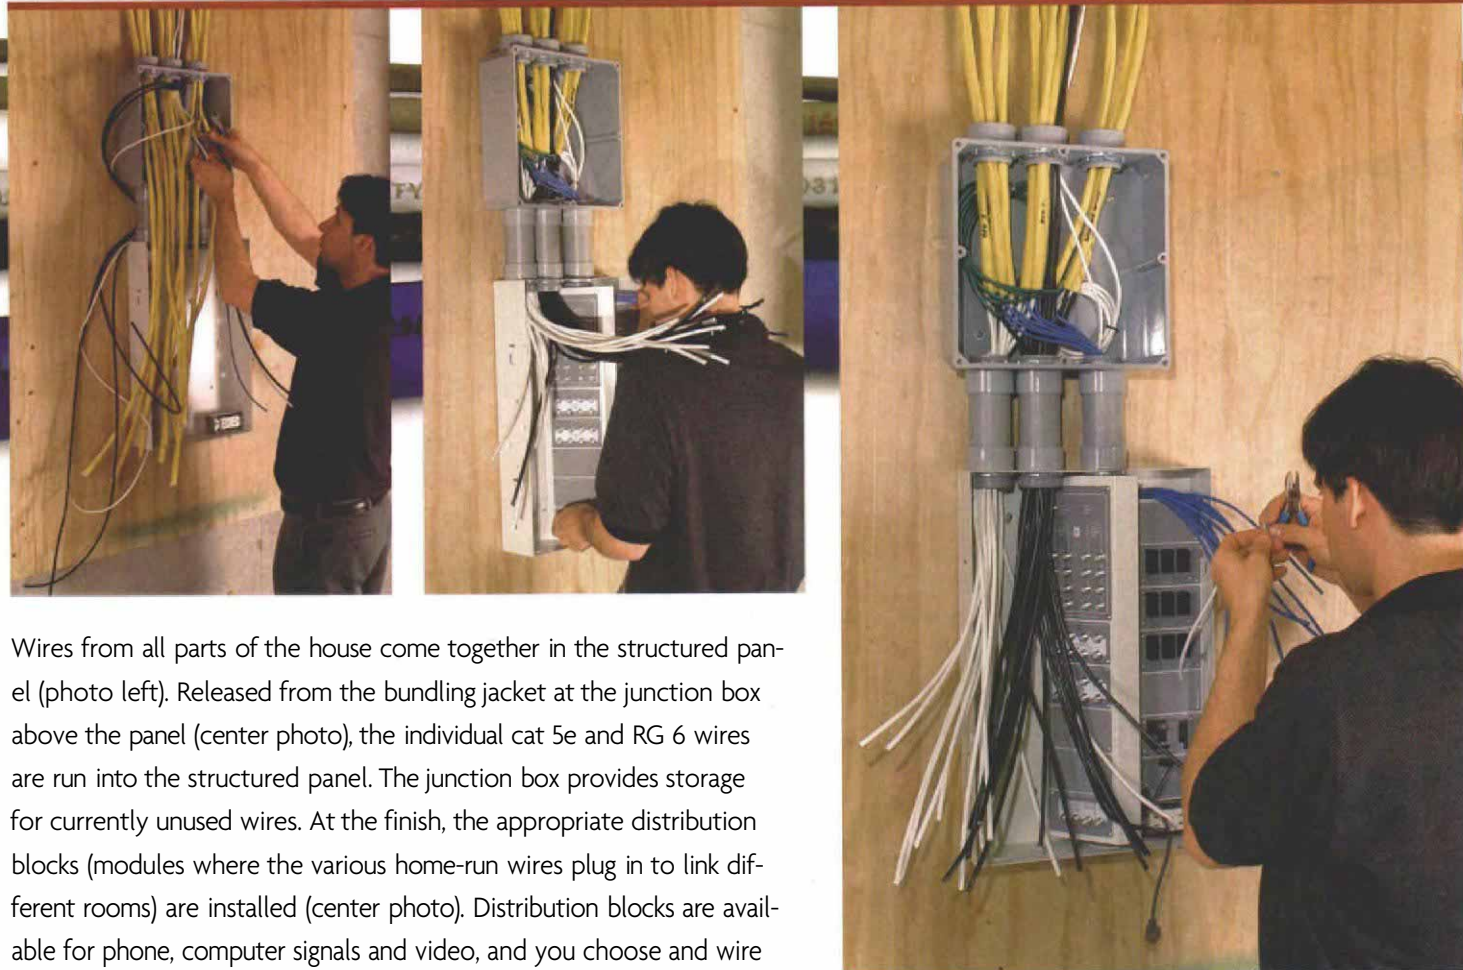 Wires from all parts of the house come together in the structured pan-
el (photo left). Released from the bundling jacket at the junction box
above the panel (center photo), the individual cat 5e and RG 6 wires
are run into the structured panel. The junction box provides storage
for currently unused wires. At the finish, the appropriate distribution
blocks (modules where the various home-run wires plug in to link dif-
ferent rooms) are installed (center photo). Distribution blocks are avail-
able for phone, computer signals and video, and you choose and wire